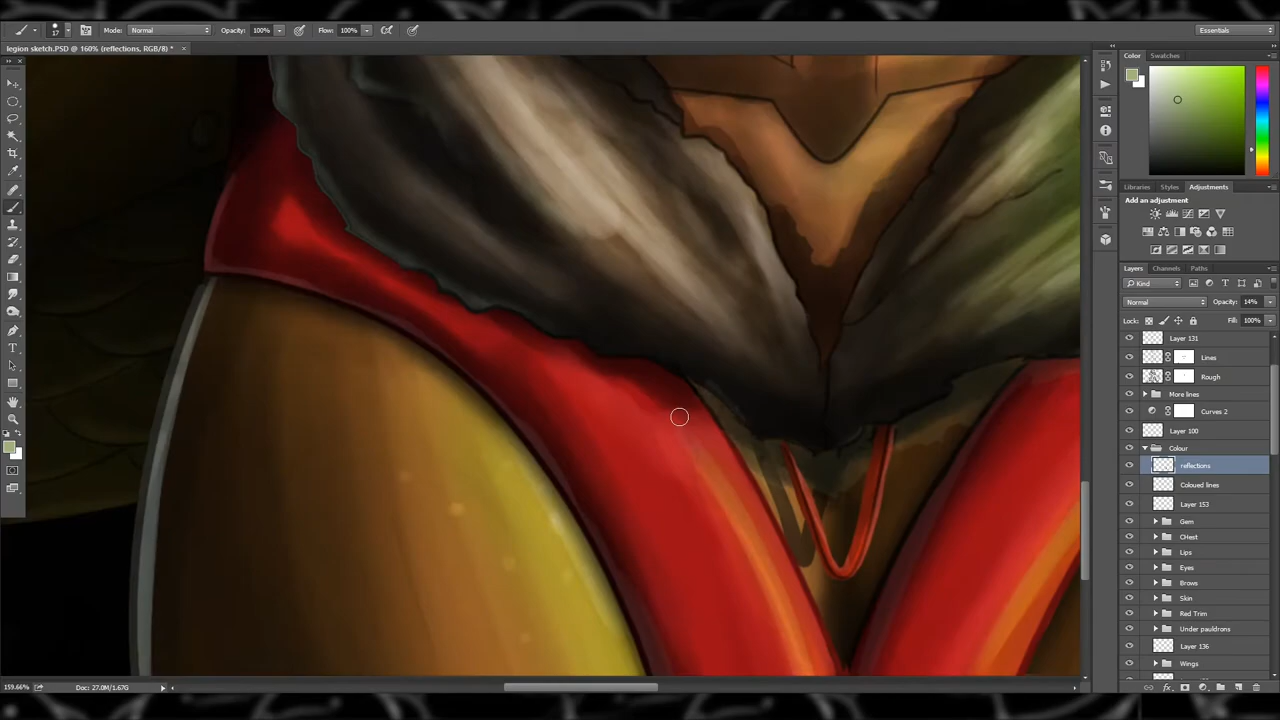 17 Mode: Normal Opacity: 100% Flow: 100% Essentials
legion sketch.PSD @ 160% (reflections, RGB/8) * ×
Color Swatches
Libraries Styles Adjustments
Add an adjustment
Layers Channels Paths
Kind
Normal Opacity: 14%
Lock: Fill: 100%
Layer 131
Lines
Rough
More lines
Curves 2
Layer 100
Colour
reflections
Coloued lines
Layer 153
Gem
CHest
Lips
Eyes
Brows
Skin
Red Trim
Under pauldrons
Layer 136
Wings
159.66% Doc: 27.0M/1.67G